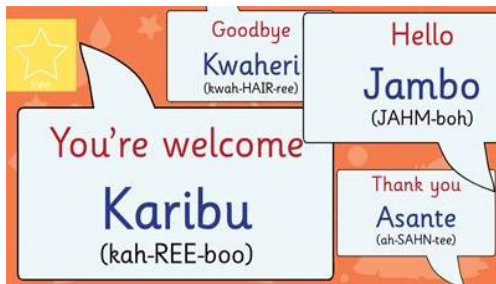 Goodbye
Kwaheri
(kwah-HAIR-ree)
Hello
Jambo
(JAHM-boh)
You're welcome
Karibu
(kah-REE-boo)
Thank you
Asante
(ah-SAHN-tee)